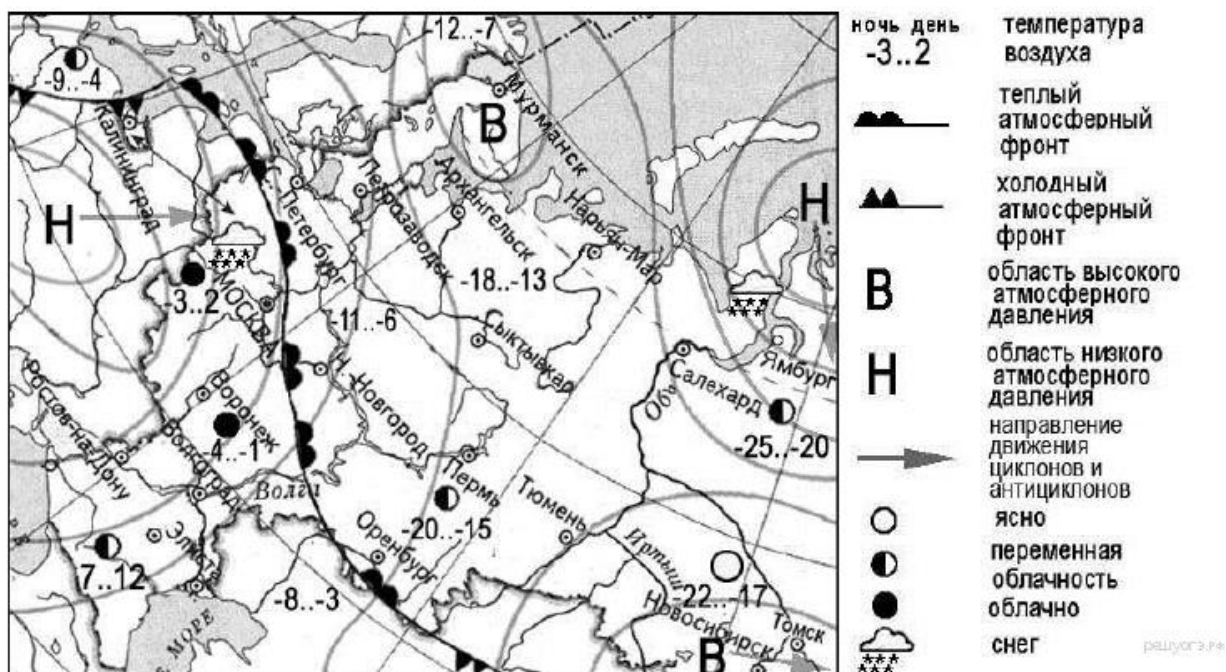 -12..-7
-9..-4
Калининград
В
Мурманск
С. Петербург
Петрозаводск
Архангельск
Нарьян-Мар
Н
Н
-3..2
МОСКВА
-18..-13
-11..-6
Сыктывкар
Салехард
Ямбург
Обь
-25..-20
Ростов-на-Дону
Воронеж
-4..-1
Н. Новгород
Волгоград
Волга
Пермь
-20..-15
Тюмень
Оренбург
Иртыш
-22..-17
Элиста
7..12
-8..-3
МОРЕ
Новосибирск
Томск
В
ночь день
-3..2
температура
воздуха
теплый
атмосферный
фронт
холодный
атмосферный
фронт
В
область высокого
атмосферного
давления
Н
область низкого
атмосферного
давления
направление
движения
циклонов и
антициклонов
ясно
переменная
облачность
облачно
снег
решуогэ.рф